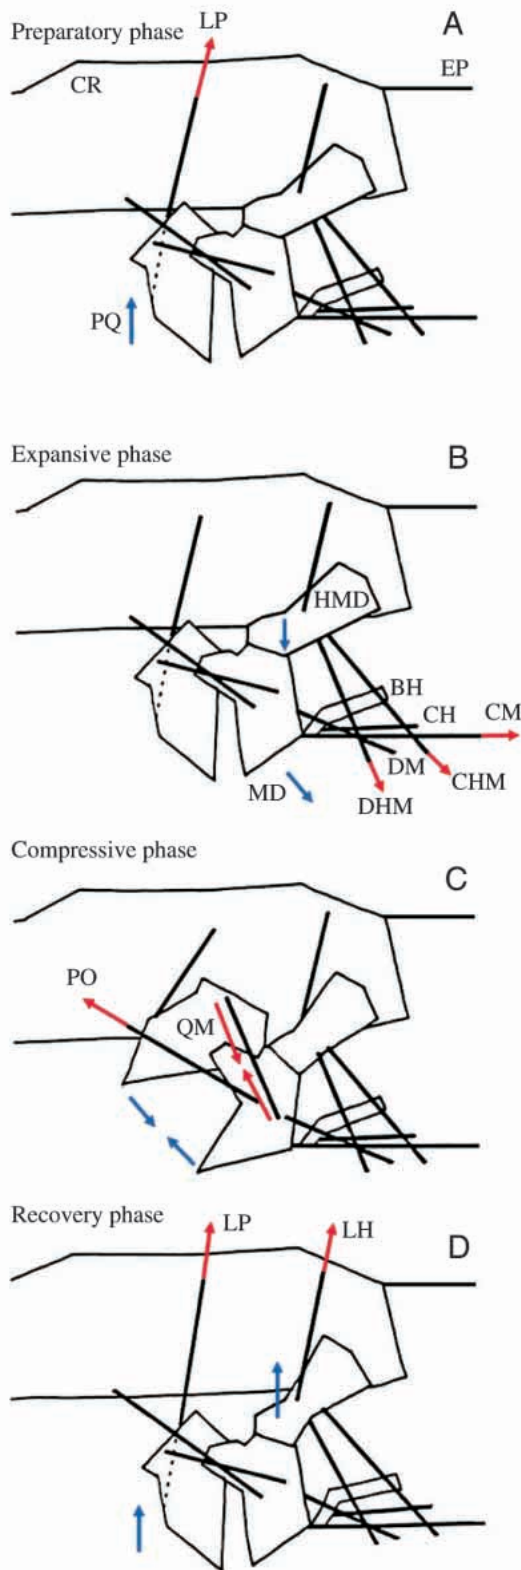 Preparatory phase
LP
A
CR
EP
PQ
Expansive phase
B
HMD
BH
CH
CM
DM
MD
CHM
DHM
Compressive phase
C
PO
QM
Recovery phase
LP
LH
D